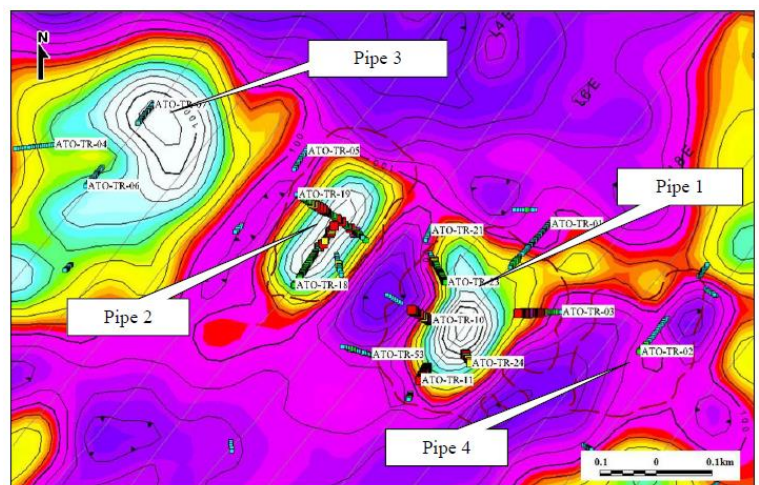 N
Pipe 3
ATO-TR-07
ATO-TR-04
ATO-TR-05
ATO-TR-06
ATO-TR-19
Pipe 1
ATO-TR-21
ATO-TR-01
ATO-TR-23
ATO-TR-18
Pipe 2
ATO-TR-10
ATO-TR-03
ATO-TR-53
ATO-TR-24
ATO-TR-02
ATO-TR-11
Pipe 4
0.1 0 0.1km